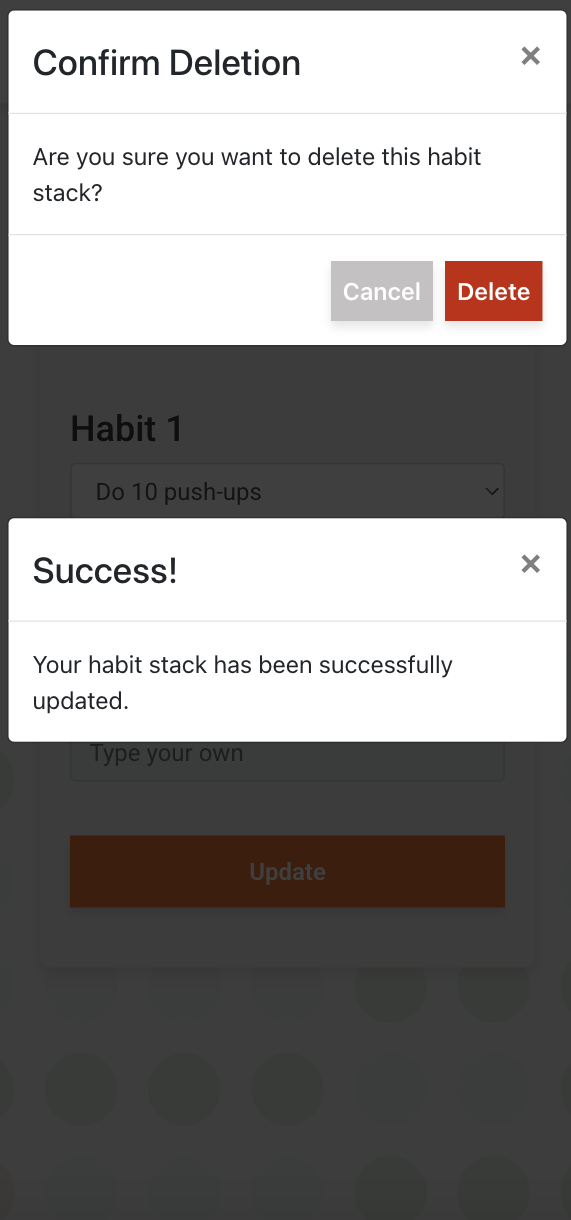 Confirm Deletion
×
Are you sure you want to delete this habit
stack?
Cancel
Delete
Habit 1
Do 10 push-ups
Success!
×
Your habit stack has been successfully
updated.
Type your own
Update